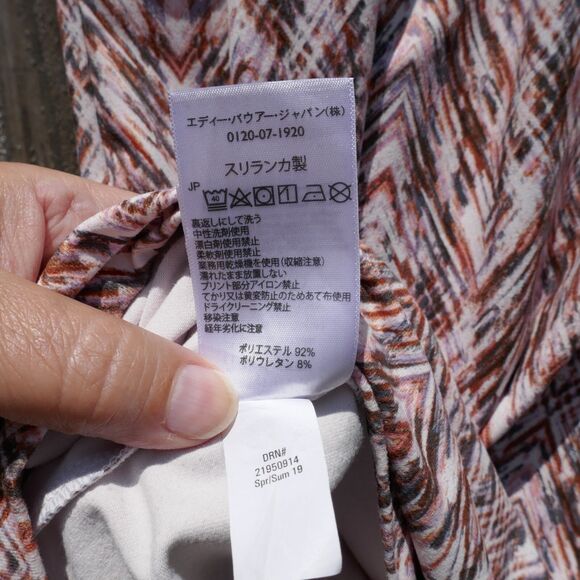 エディー・バウアー・ジャパン(株)
0120-07-1920
スリランカ製
JP
40
裏返しにして洗う
中性洗剤使用
漂白剤使用禁止
柔軟剤使用禁止
業務用乾燥機を使用(収縮注意)
濡れたまま放置しない
プリント部分アイロン禁止
てかり又は黄変防止のためあて布使用
ドライクリーニング禁止
移染注意
経年劣化に注意
ポリエステル 92%
ポリウレタン 8%
DRN#
21950914
Spr/Sum 19